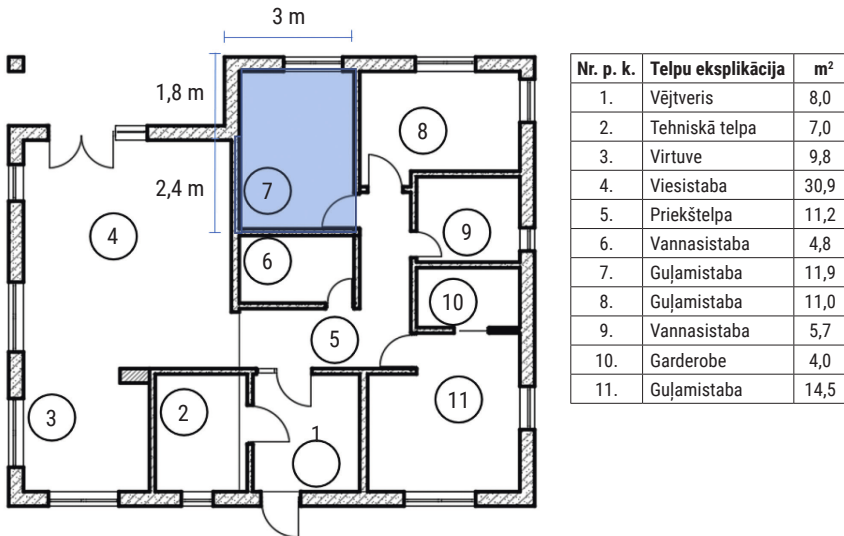 3 m
1,8 m
2,4 m
7
8
4
9
6
10
5
11
3
2
1
Nr. p. k. Telpu eksplikācija m²
1. Vējtveris 8,0
2. Tehniskā telpa 7,0
3. Virtuve 9,8
4. Viesistaba 30,9
5. Priekštelpa 11,2
6. Vannasistaba 4,8
7. Guļamistaba 11,9
8. Guļamistaba 11,0
9. Vannasistaba 5,7
10. Garderobe 4,0
11. Guļamistaba 14,5